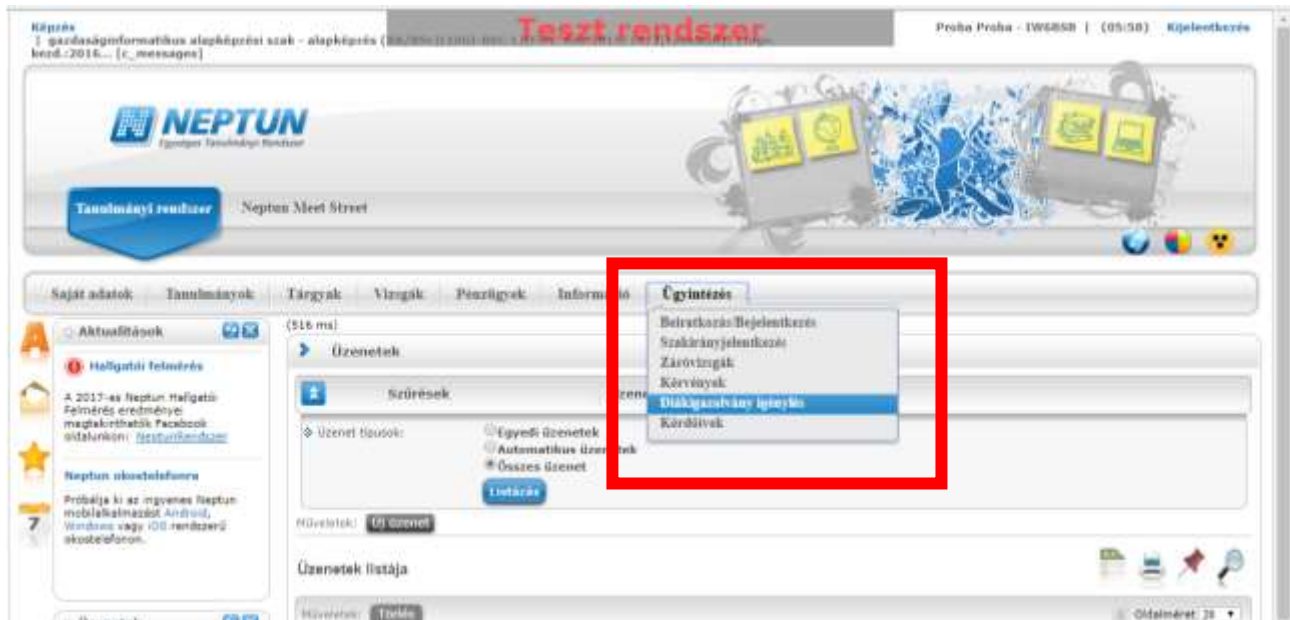 Képzés
Teszt rendszer
Proba Proba - IW6BSB | (05:58) Kijelentkezés
| gazdaságinformatikus alapképzési szak - alapképzés (
kezd.:2016... [c_messages]
NEPTUN
Egységes Tanulmányi Rendszer
Tanulmányi rendszer Neptun Meet Street
Saját adatok Tanulmányok Tárgyak Vizsgák Pénzügyek Információ Ügyintézés
Beiratkozás/Bejelentkezés
Szakirányjelentkezés
Záróvizsgák
Kérvények
Diákigazolvány igénylés
Kérdőívek
Aktualitások
Hallgatói felmérés
A 2017-es Neptun Hallgatói
Felmérés eredményei
megtekinthetők Facebook
oldalunkon: NeptunRendszer
Neptun okostelefonra
Próbálja ki az ingyenes Neptun
mobilalkalmazást Android,
Windows vagy iOS rendszerű
okostelefonon.
7
(516 ms)
Üzenetek
Szűrések
Üzenet típusok:
Egyedi üzenetek
Automatikus üzenetek
Összes üzenet
Listázás
Műveletek: Új üzenet
Üzenetek listája
Műveletek: Törlés
Oldalméret 20